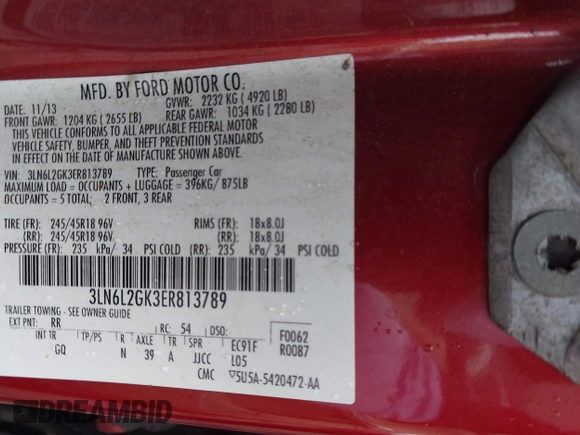 MFD. BY FORD MOTOR CO.
DATE: 11/13 GVWR: 2232 KG ( 4920 LB)
FRONT GAWR: 1204 KG ( 2655 LB) REAR GAWR: 1034 KG ( 2280 LB)
THIS VEHICLE CONFORMS TO ALL APPLICABLE FEDERAL MOTOR
VEHICLE SAFETY, BUMPER, AND THEFT PREVENTION STANDARDS
IN EFFECT ON THE DATE OF MANUFACTURE SHOWN ABOVE.
VIN: 3LN6L2GK3ER813789 TYPE: Passenger Car
MAXIMUM LOAD = OCCUPANTS + LUGGAGE = 396KG/ 875LB
OCCUPANTS = 5 TOTAL, 2 FRONT, 3 REAR
TIRE (FR): 245/45R18 96V RIMS (FR): 18x8.0J
(RR): 245/45R18 96V (RR): 18x8.0J
PRESSURE (FR): 235 kPa/ 34 PSI COLD (RR): 235 kPa/ 34 PSI COLD
3LN6L2GK3ER813789
TRAILER TOWING - SEE OWNER GUIDE
EXT PNT: RR RC: 54 DSO: F0062
INT TR TP/PS R AXLE TR SPR EC91F R0087
GQ N 39 A JJCC L05
CMC ▽5U5A-5420472-AA
DREAMBID